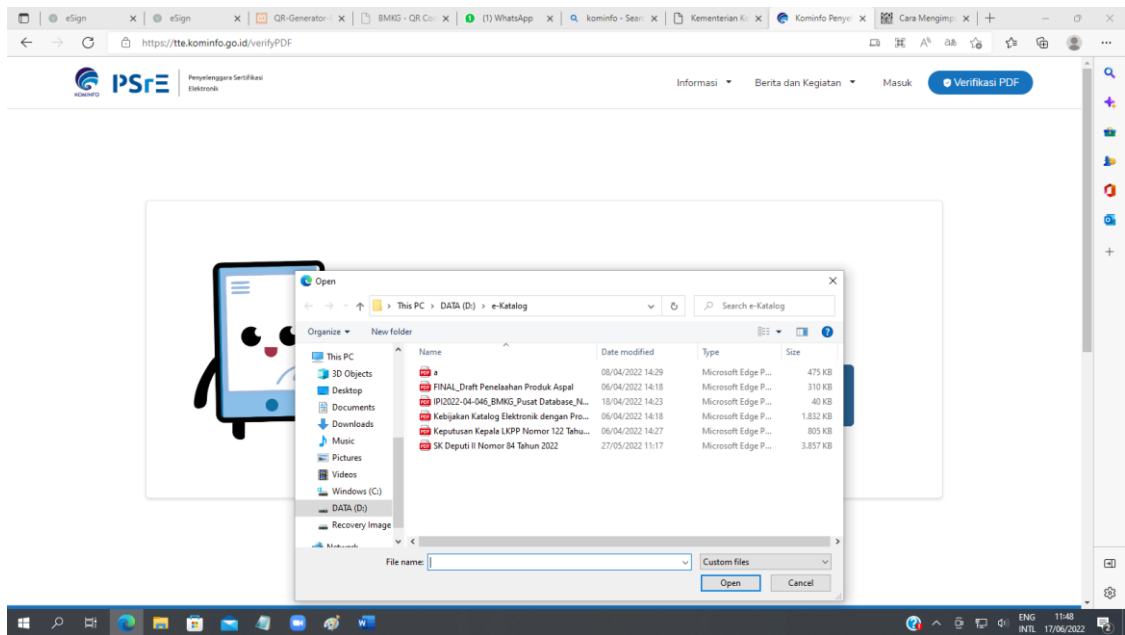 eSign
eSign
QR-Generator-
BMKG - QR Co
(1) WhatsApp
kominfo - Sear
Kementerian Ko
Kominfo Penye
Cara Mengimp
https://tte.kominfo.go.id/verifyPDF
KOMINFO
PSrE
Penyelenggara Sertifikasi
Elektronik
Informasi
Berita dan Kegiatan
Masuk
Verifikasi PDF
Open
This PC > DATA (D:) > e-Katalog
Search e-Katalog
Organize
New folder
This PC
3D Objects
Desktop
Documents
Downloads
Music
Pictures
Videos
Windows (C:)
DATA (D:)
Recovery Image
Network
Name Date modified Type Size
a 08/04/2022 14:29 Microsoft Edge P... 475 KB
FINAL_Draft Penelaahan Produk Aspal 06/04/2022 14:18 Microsoft Edge P... 310 KB
IPI2022-04-046_BMKG_Pusat Database_N... 18/04/2022 14:23 Microsoft Edge P... 40 KB
Kebijakan Katalog Elektronik dengan Pro... 06/04/2022 14:18 Microsoft Edge P... 1.832 KB
Keputusan Kepala LKPP Nomor 122 Tahu... 06/04/2022 14:27 Microsoft Edge P... 805 KB
SK Deputi II Nomor 84 Tahun 2022 27/05/2022 11:17 Microsoft Edge P... 3.857 KB
File name:
Custom files
Open
Cancel
ENG 11:48
INTL 17/06/2022